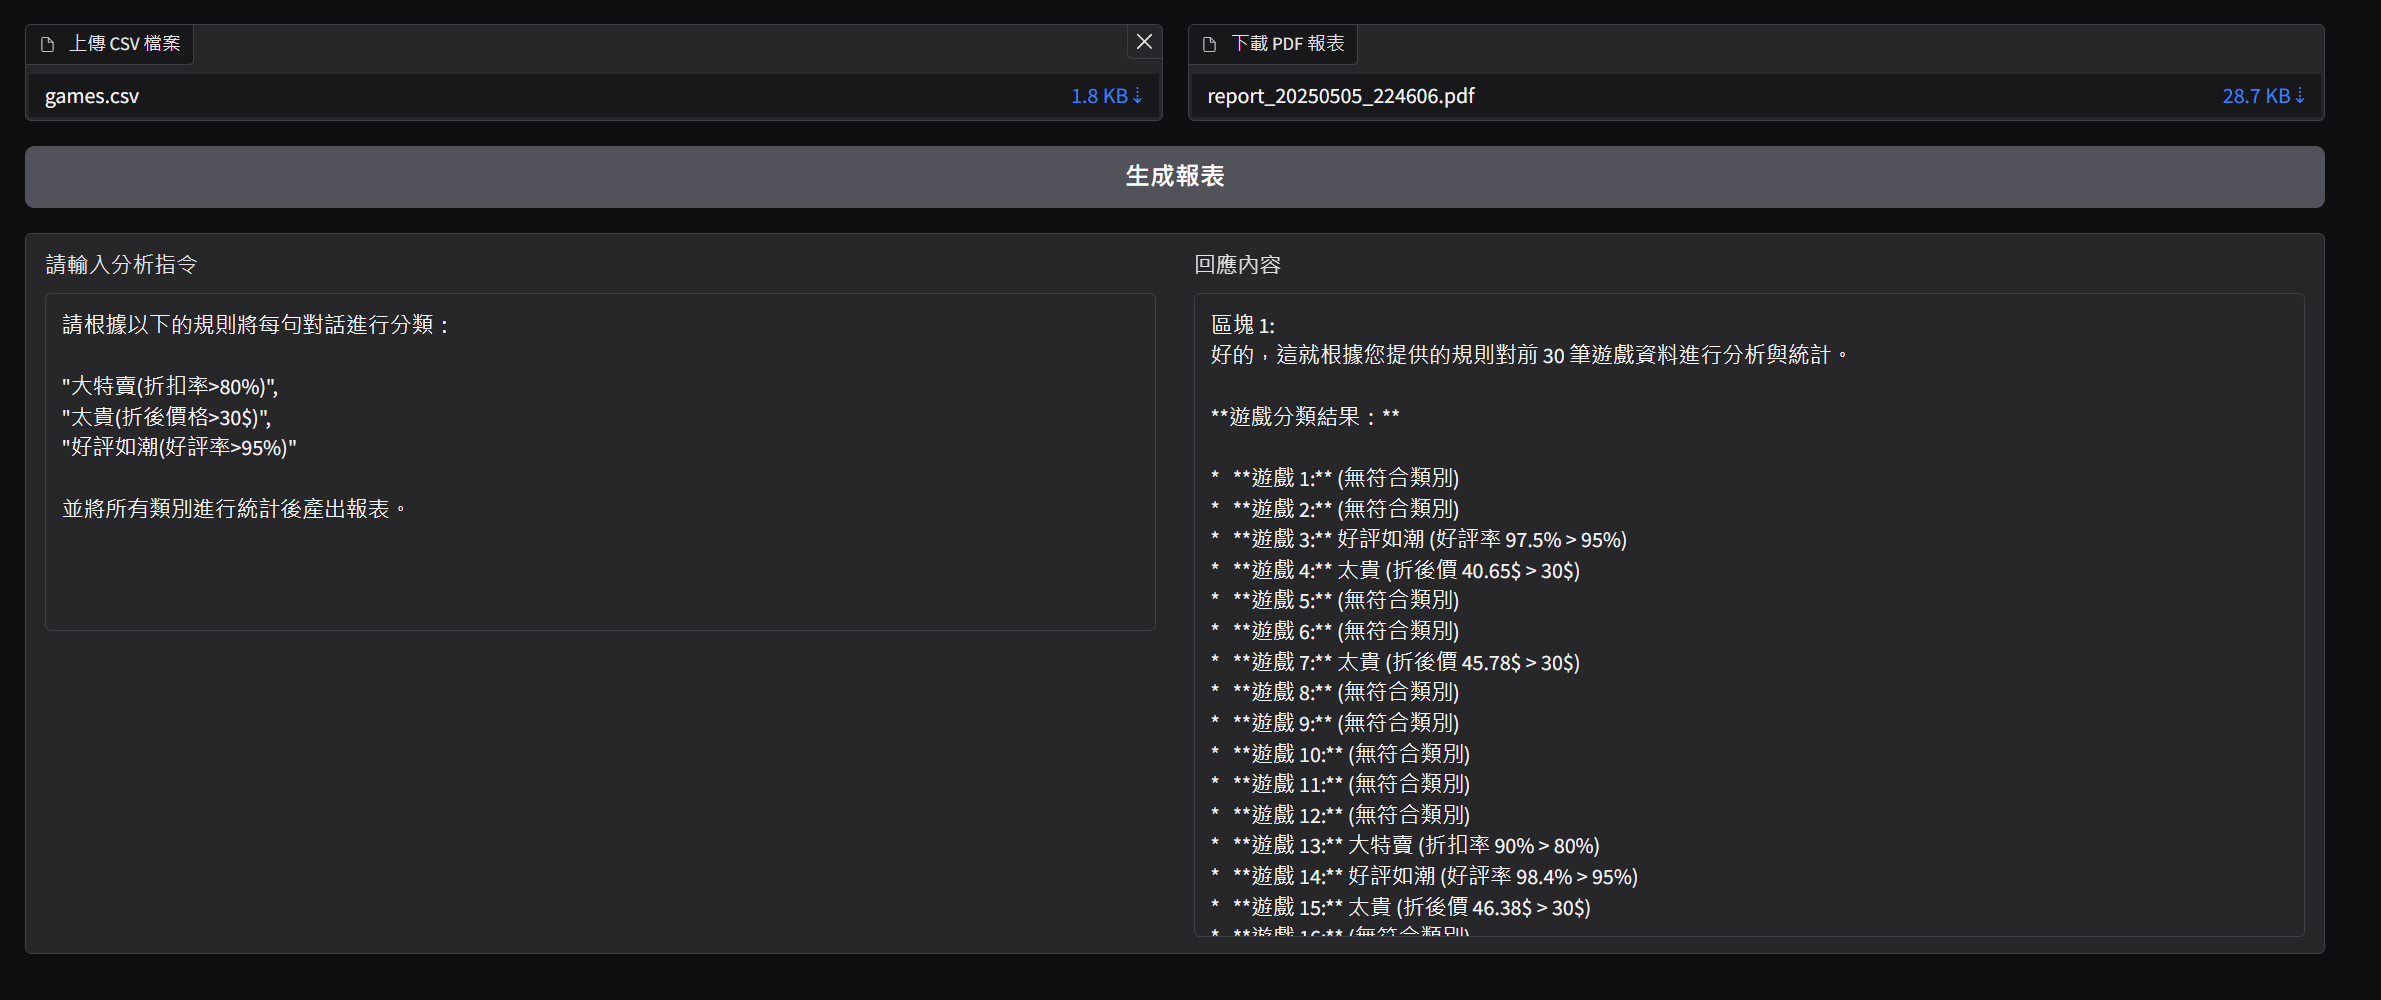 上傳 CSV 檔案
games.csv
1.8 KB ⇣
下載 PDF 報表
report_20250505_224606.pdf
28.7 KB ⇣
生成報表
請輸入分析指令
請根據以下的規則將每句對話進行分類：
"大特賣(折扣率>80%)",
"太貴(折後價格>30$)",
"好評如潮(好評率>95%)"
並將所有類別進行統計後產出報表。
回應內容
區塊 1:
好的，這就根據您提供的規則對前 30 筆遊戲資料進行分析與統計。
**遊戲分類結果：**
* **遊戲 1:** (無符合類別)
* **遊戲 2:** (無符合類別)
* **遊戲 3:** 好評如潮 (好評率 97.5% > 95%)
* **遊戲 4:** 太貴 (折後價 40.65$ > 30$)
* **遊戲 5:** (無符合類別)
* **遊戲 6:** (無符合類別)
* **遊戲 7:** 太貴 (折後價 45.78$ > 30$)
* **遊戲 8:** (無符合類別)
* **遊戲 9:** (無符合類別)
* **遊戲 10:** (無符合類別)
* **遊戲 11:** (無符合類別)
* **遊戲 12:** (無符合類別)
* **遊戲 13:** 大特賣 (折扣率 90% > 80%)
* **遊戲 14:** 好評如潮 (好評率 98.4% > 95%)
* **遊戲 15:** 太貴 (折後價 46.38$ > 30$)
* **遊戲 16:** (無符合類別)